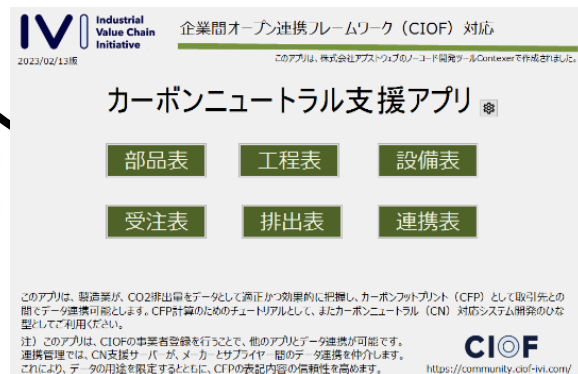 IVI Industrial
Value Chain
Initiative
企業間オープン連携フレームワーク（CIOF）対応
2023/02/13版
このアプリは、株式会社アプストウェブのノーコード開発ツールContexerで作成されました。
カーボンニュートラル支援アプリ
部品表 工程表 設備表
受注表 排出表 連携表
このアプリは、製造業が、CO2排出量をデータとして適正かつ効果的に把握し、カーボンフットプリント（CFP）として取引先との
間でデータ連携可能とします。CFP計算のためのチュートリアルとして、またカーボンニュートラル（CN）対応システム開発のひな
型としてご利用ください。
注）このアプリは、CIOFの事業者登録を行うことで、他のアプリとデータ連携が可能です。
連携管理では、CN支援サーバーが、メーカーとサプライヤー間のデータ連携を仲介します。
これにより、データの用途を限定するとともに、CFPの表記内容の信頼性を高めます。
CIOF
https://community.ciof-ivi.com/